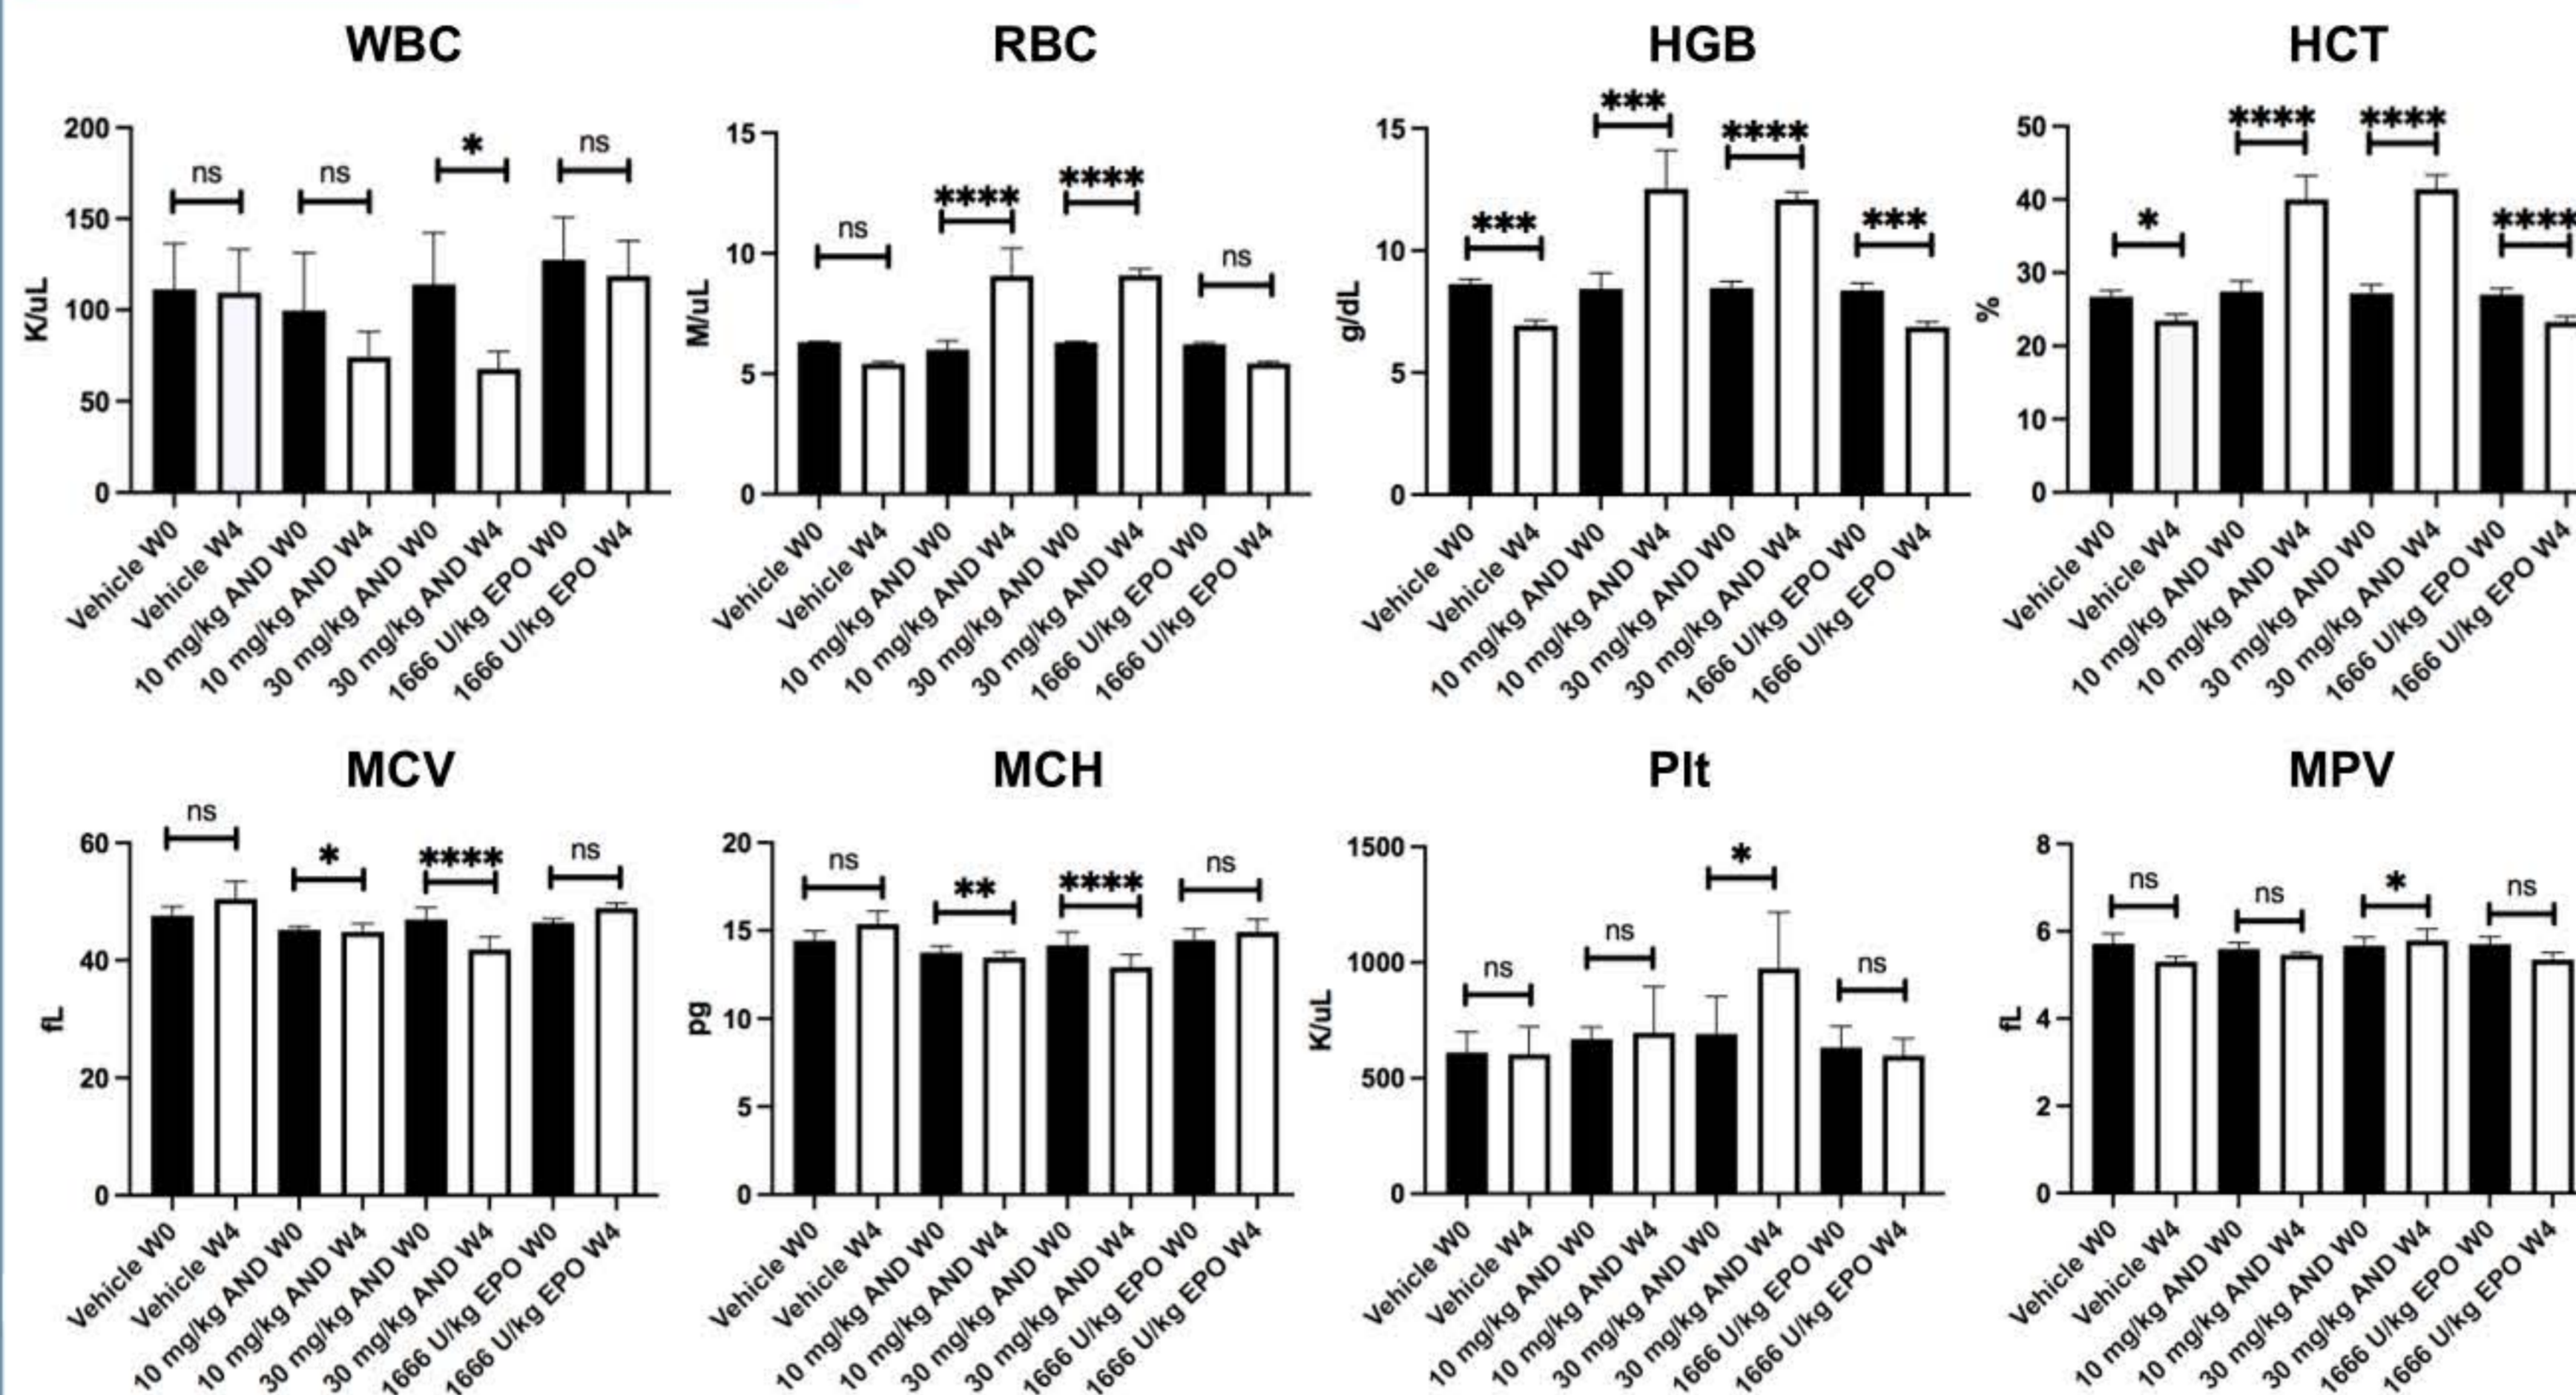 WBC
K/uL
200
150
100
50
0
ns
ns
*
ns
Vehicle W0
Vehicle W4
10 mg/kg AND W0
10 mg/kg AND W4
30 mg/kg AND W0
30 mg/kg AND W4
1666 U/kg EPO W0
1666 U/kg EPO W4
RBC
M/uL
15
10
5
0
ns
****
****
ns
Vehicle W0
Vehicle W4
10 mg/kg AND W0
10 mg/kg AND W4
30 mg/kg AND W0
30 mg/kg AND W4
1666 U/kg EPO W0
1666 U/kg EPO W4
HGB
g/dL
15
10
5
0
***
***
****
***
Vehicle W0
Vehicle W4
10 mg/kg AND W0
10 mg/kg AND W4
30 mg/kg AND W0
30 mg/kg AND W4
1666 U/kg EPO W0
1666 U/kg EPO W4
HCT
%
50
40
30
20
10
0
*
****
****
****
Vehicle W0
Vehicle W4
10 mg/kg AND W0
10 mg/kg AND W4
30 mg/kg AND W0
30 mg/kg AND W4
1666 U/kg EPO W0
1666 U/kg EPO W4
MCV
fL
60
40
20
0
ns
*
****
ns
Vehicle W0
Vehicle W4
10 mg/kg AND W0
10 mg/kg AND W4
30 mg/kg AND W0
30 mg/kg AND W4
1666 U/kg EPO W0
1666 U/kg EPO W4
MCH
pg
20
15
10
5
0
ns
**
****
ns
Vehicle W0
Vehicle W4
10 mg/kg AND W0
10 mg/kg AND W4
30 mg/kg AND W0
30 mg/kg AND W4
1666 U/kg EPO W0
1666 U/kg EPO W4
Plt
K/uL
1500
1000
500
0
ns
ns
*
ns
Vehicle W0
Vehicle W4
10 mg/kg AND W0
10 mg/kg AND W4
30 mg/kg AND W0
30 mg/kg AND W4
1666 U/kg EPO W0
1666 U/kg EPO W4
MPV
fL
8
6
4
2
0
ns
ns
*
ns
Vehicle W0
Vehicle W4
10 mg/kg AND W0
10 mg/kg AND W4
30 mg/kg AND W0
30 mg/kg AND W4
1666 U/kg EPO W0
1666 U/kg EPO W4